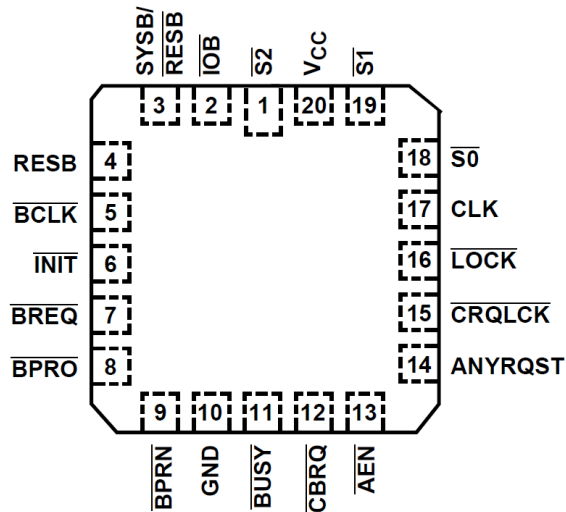 SYSB/
RESB
IOB
S2
VCC
S1
3 2 1 20 19
RESB 4
BCLK 5
INIT 6
BREQ 7
BPRO 8
18 S0
17 CLK
16 LOCK
15 CRQLCK
14 ANYRQST
9 10 11 12 13
BPRN
GND
BUSY
CBRQ
AEN